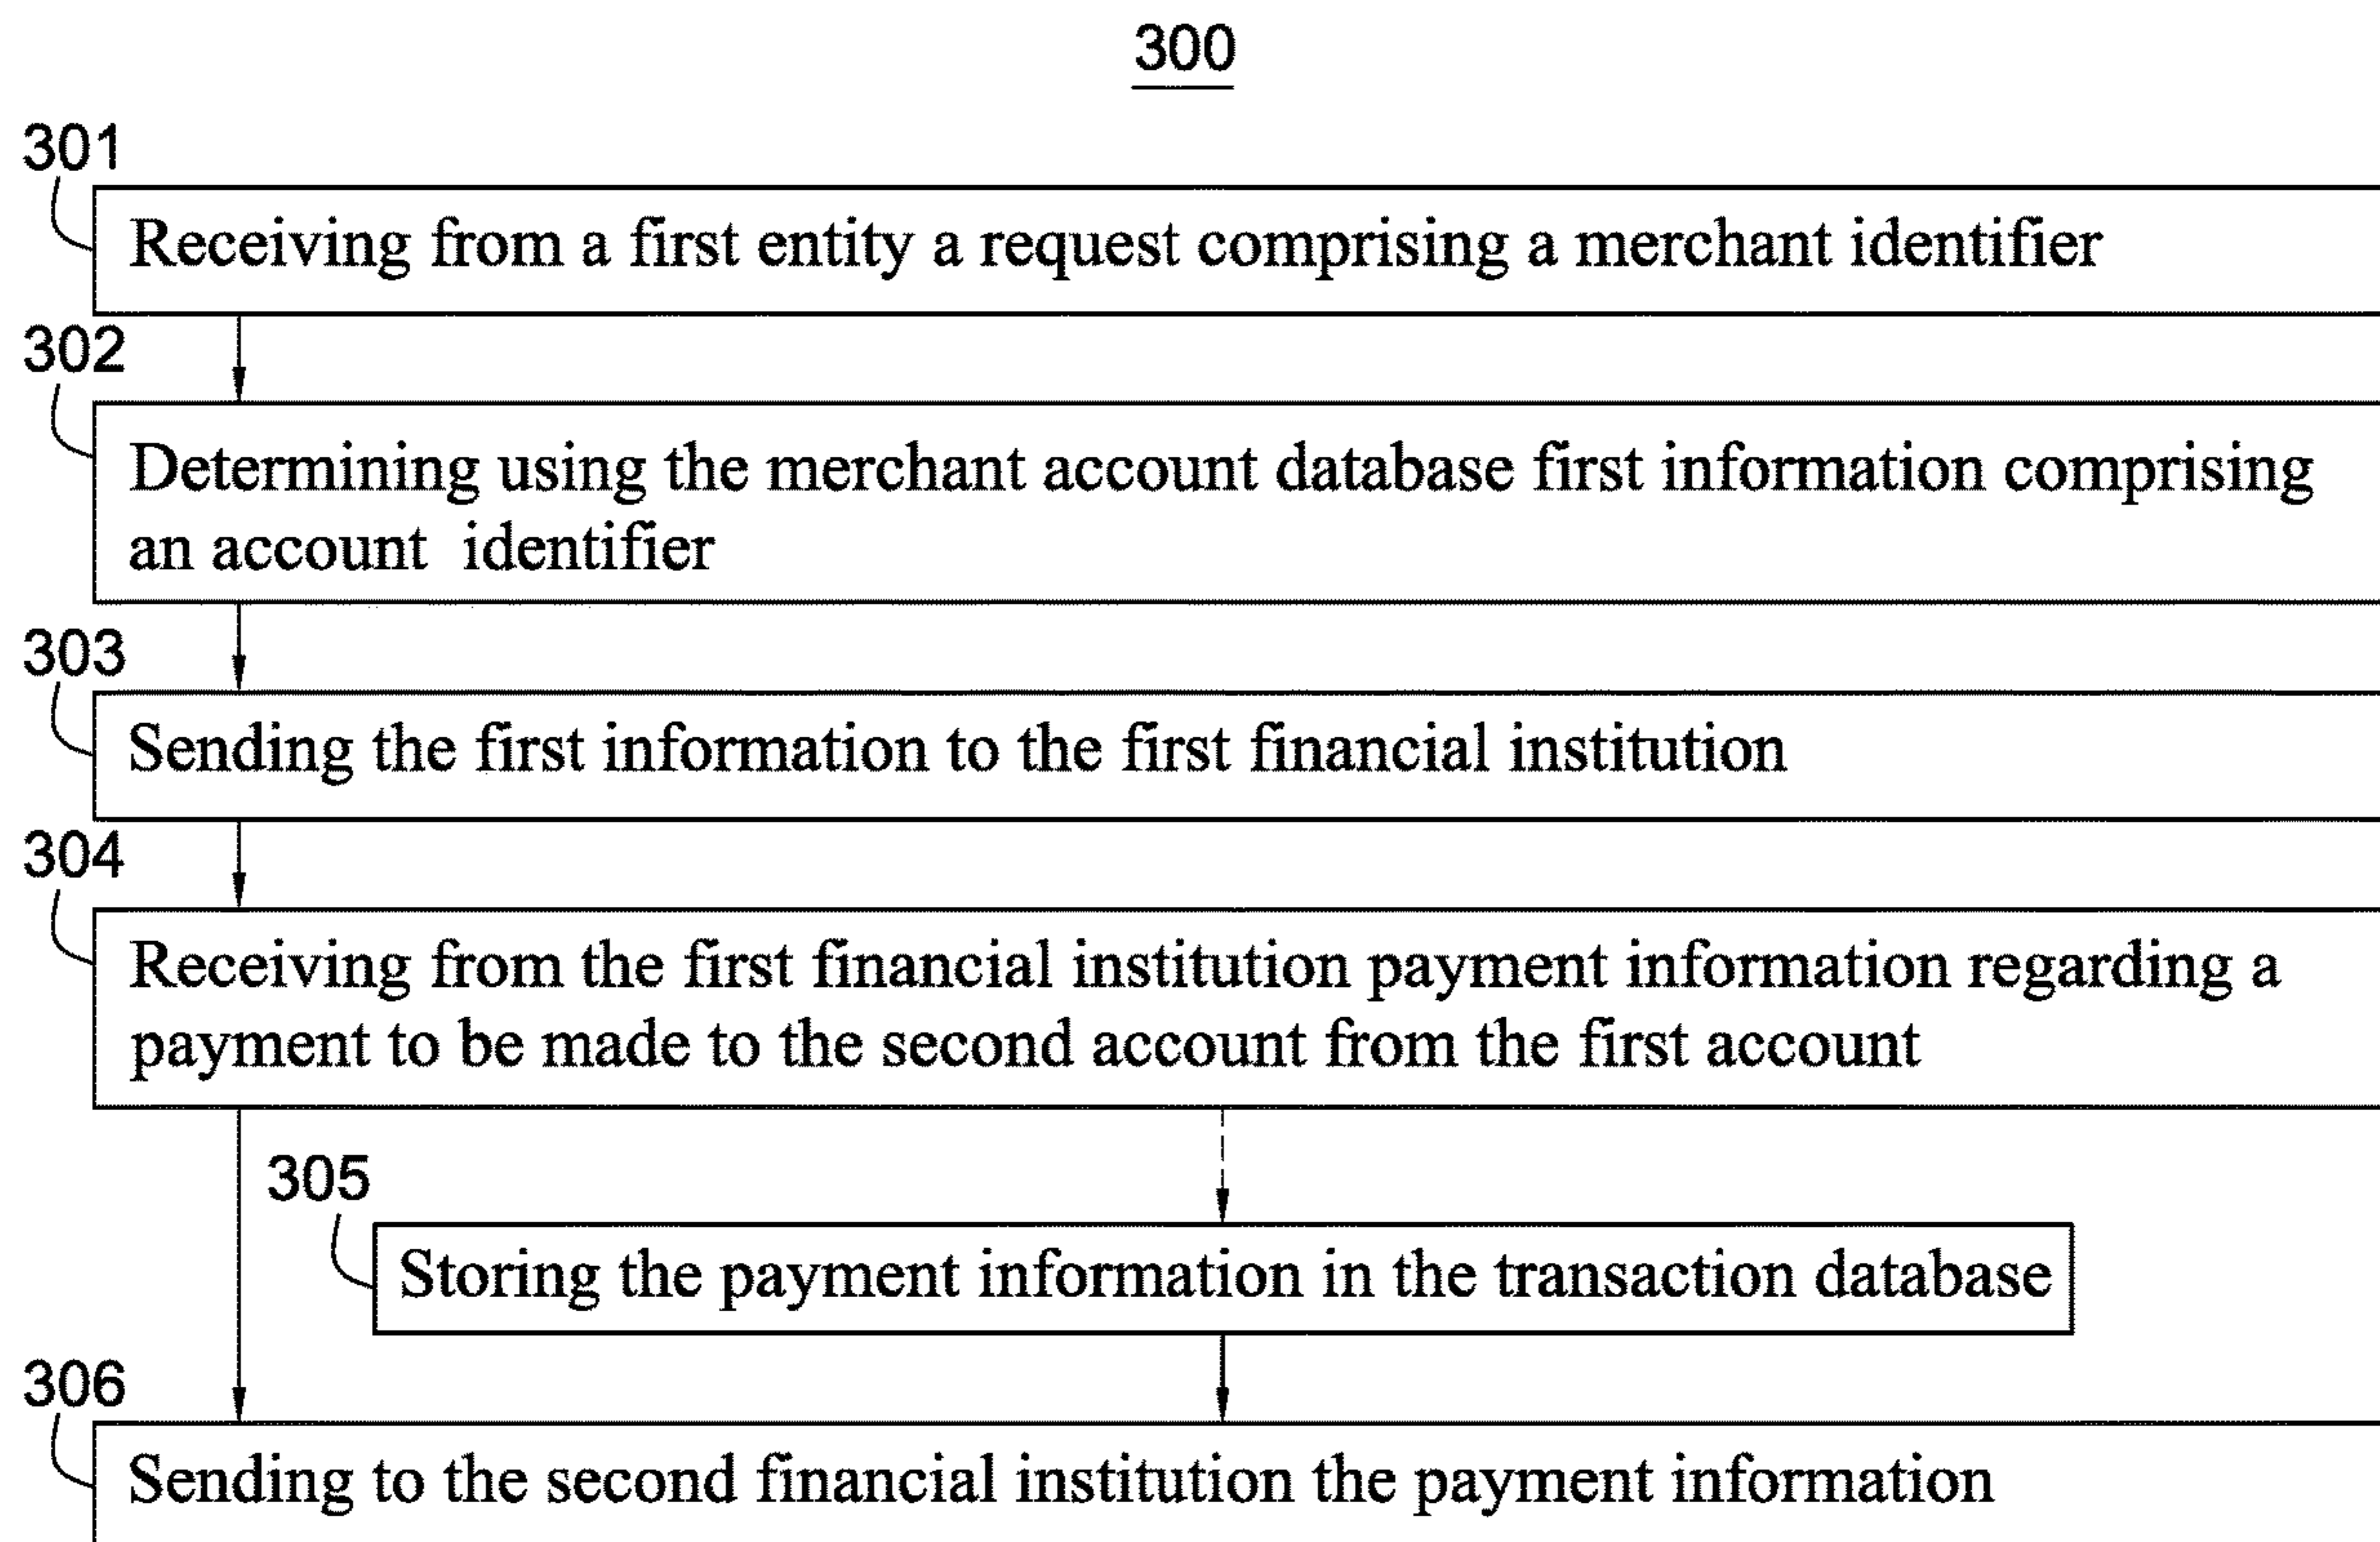 300
301
Receiving from a first entity a request comprising a merchant identifier
302
Determining using the merchant account database first information comprising
an account identifier
303
Sending the first information to the first financial institution
304
Receiving from the first financial institution payment information regarding a
payment to be made to the second account from the first account
305
Storing the payment information in the transaction database
306
Sending to the second financial institution the payment information